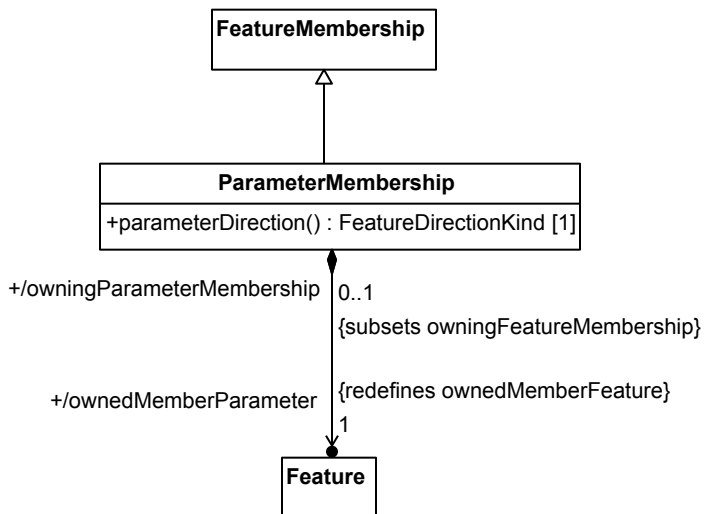 FeatureMembership
ParameterMembership
+parameterDirection() : FeatureDirectionKind [1]
+/owningParameterMembership
0..1
{subsets owningFeatureMembership}
+/ownedMemberParameter
{redefines ownedMemberFeature}
1
Feature